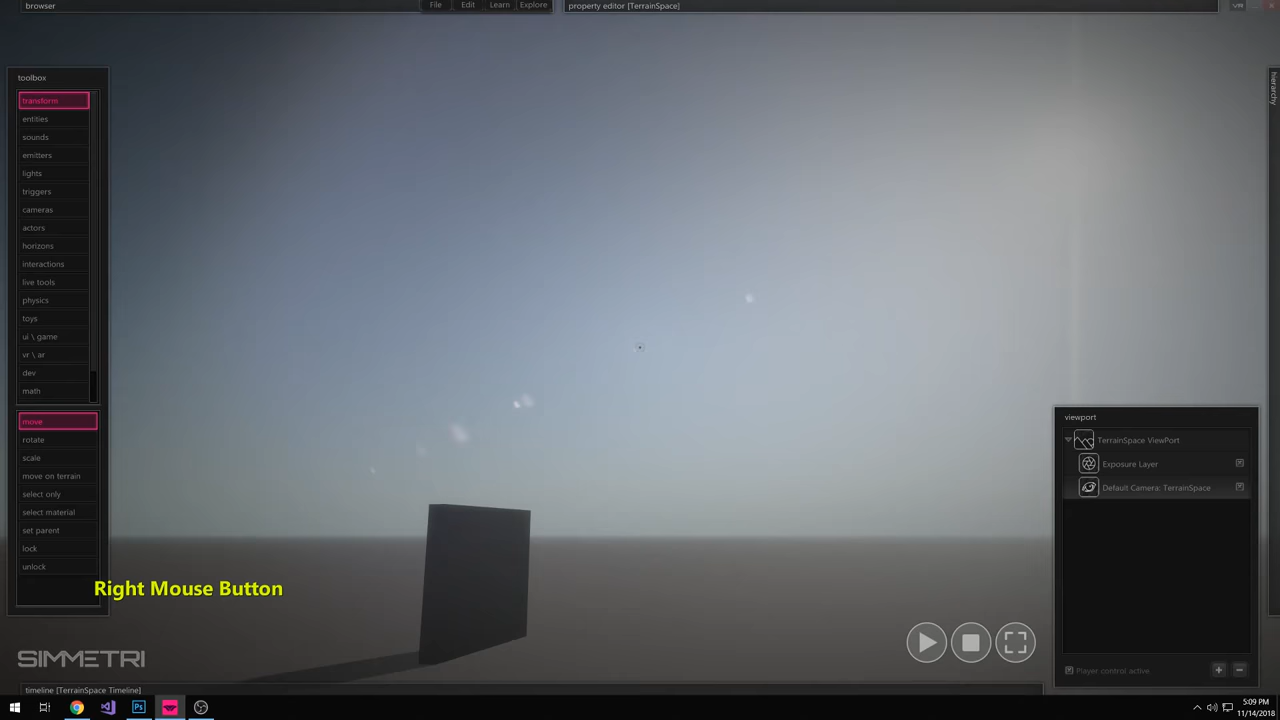 browser
File Edit Learn Explore
property editor [TerrainSpace]
VR
hierarchy
toolbox
transform
entities
sounds
emitters
lights
triggers
cameras
actors
horizons
interactions
live tools
physics
toys
ui \ game
vr \ ar
dev
math
move
rotate
scale
move on terrain
select only
select material
set parent
lock
unlock
Right Mouse Button
SIMMETRI
viewport
TerrainSpace ViewPort
Exposure Layer
Default Camera: TerrainSpace
Player control active
timeline [TerrainSpace Timeline]
Ps
5:09 PM
11/14/2018